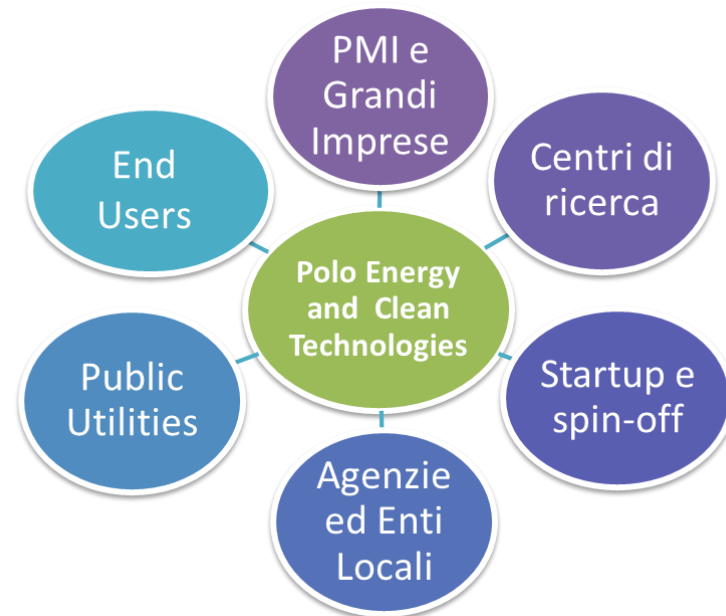 PMI e
Grandi
Imprese
Centri di
ricerca
End
Users
Polo Energy
and Clean
Technologies
Startup e
spin-off
Public
Utilities
Agenzie
ed Enti
Locali